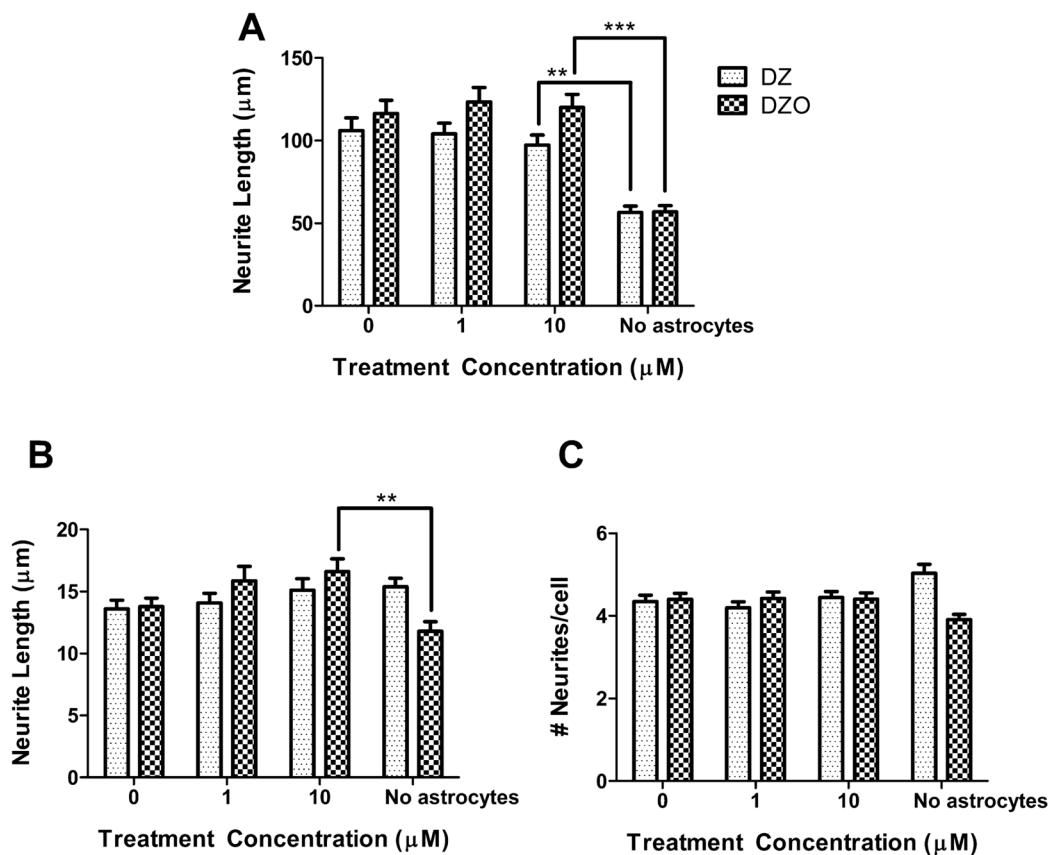 A
150
100
50
0
Neurite Length (μm)
**
***
DZ
DZO
0 1 10 No astrocytes
Treatment Concentration (μM)
B
20
15
10
5
0
Neurite Length (μm)
**
0 1 10 No astrocytes
Treatment Concentration (μM)
C
6
4
2
0
# Neurites/cell
0 1 10 No astrocytes
Treatment Concentration (μM)